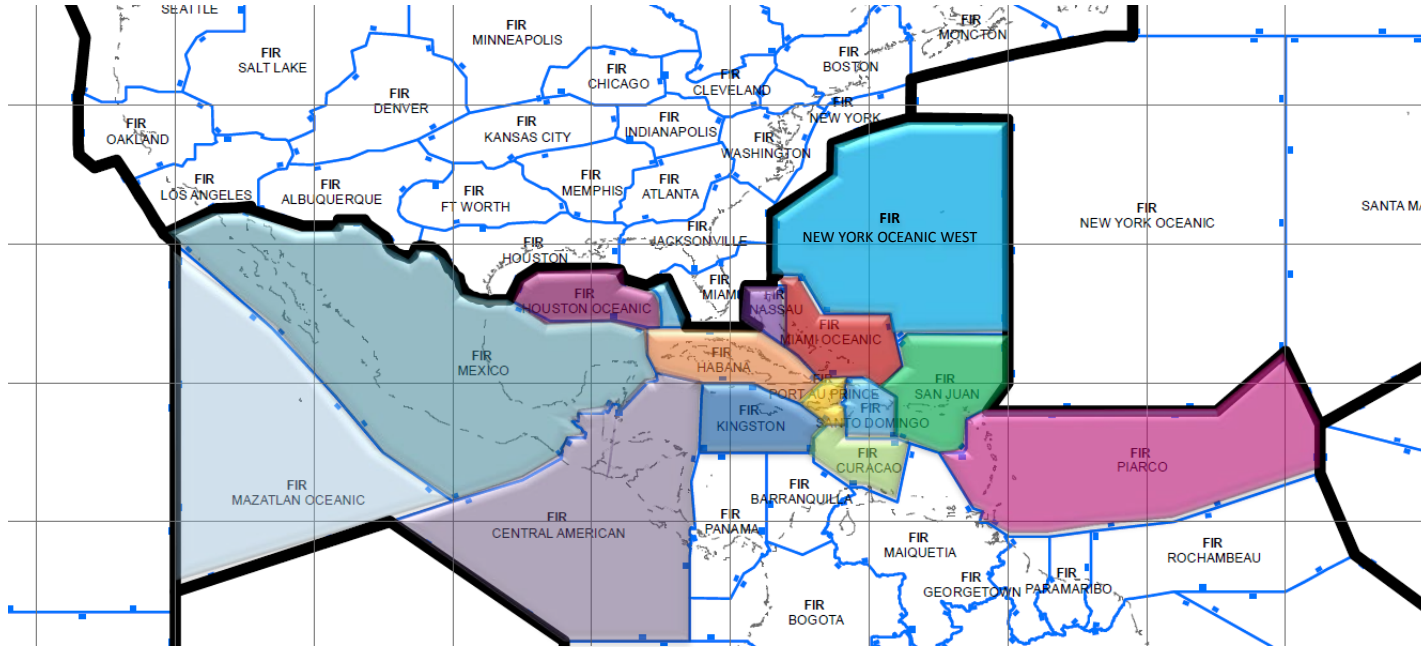 SEATTLE
FIR
MINNEAPOLIS
FIR
MONCTON
FIR
SALT LAKE
FIR
BOSTON
FIR
CHICAGO
FIR
CLEVELAND
FIR
DENVER
FIR
NEW YORK
FIR
OAKLAND
FIR
KANSAS CITY
FIR
INDIANAPOLIS
FIR
WASHINGTON
FIR
LOS ANGELES
FIR
ALBUQUERQUE
FIR
FT WORTH
FIR
MEMPHIS
FIR
ATLANTA
FIR
NEW YORK OCEANIC WEST
FIR
NEW YORK OCEANIC
SANTA MA
FIR
JACKSONVILLE
FIR
HOUSTON
FIR
HOUSTON OCEANIC
FIR
MIAMI
FIR
NASSAU
FIR
MIAMI OCEANIC
FIR
MEXICO
FIR
HABANA
FIR
PORT AU PRINCE
FIR
SAN JUAN
FIR
KINGSTON
FIR
SANTO DOMINGO
FIR
CURACAO
FIR
PIARCO
FIR
MAZATLAN OCEANIC
FIR
BARRANQUILLA
FIR
CENTRAL AMERICAN
FIR
PANAMA
FIR
MAIQUETIA
FIR
ROCHAMBEAU
FIR
GEORGETOWN
FIR
PARAMARIBO
FIR
BOGOTA